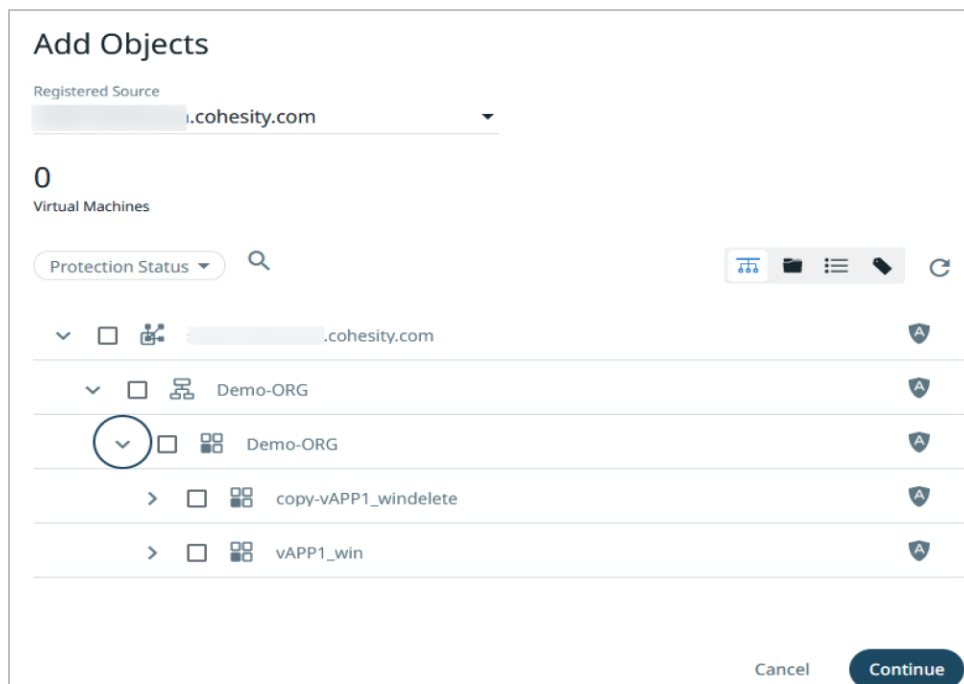 Add Objects
Registered Source
.cohesity.com
0
Virtual Machines
Protection Status
.cohesity.com
Demo-ORG
Demo-ORG
copy-vAPP1_windelete
vAPP1_win
Cancel Continue